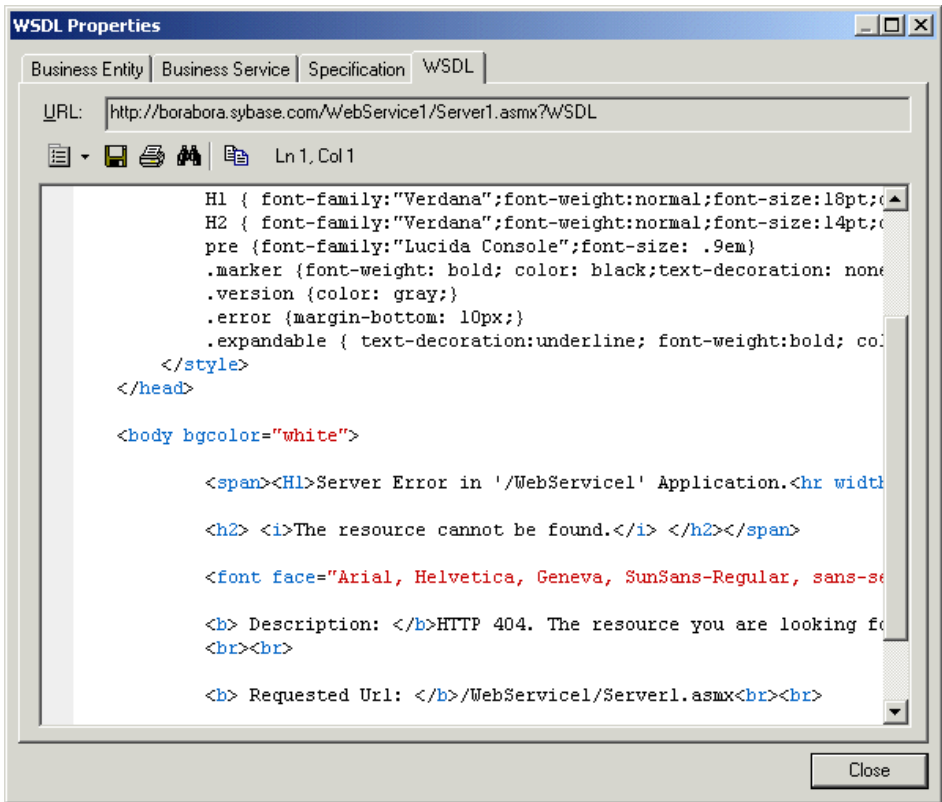 WSDL Properties
Business Entity Business Service Specification WSDL
URL: http://borabora.sybase.com/WebService1/Server1.asmx?WSDL
Ln 1, Col 1
H1 { font-family:"Verdana";font-weight:normal;font-size:18pt;
H2 { font-family:"Verdana";font-weight:normal;font-size:14pt;
pre {font-family:"Lucida Console";font-size: .9em}
.marker {font-weight: bold; color: black;text-decoration: none
.version {color: gray;}
.error {margin-bottom: 10px;}
.expandable { text-decoration:underline; font-weight:bold; col
</style>
</head>
<body bgcolor="white">
<span><H1>Server Error in '/WebService1' Application.<hr width
<h2> <i>The resource cannot be found.</i> </h2></span>
<font face="Arial, Helvetica, Geneva, SunSans-Regular, sans-se
<b> Description: </b>HTTP 404. The resource you are looking fo
<br><br>
<b> Requested Url: </b>/WebService1/Server1.asmx<br><br>
Close